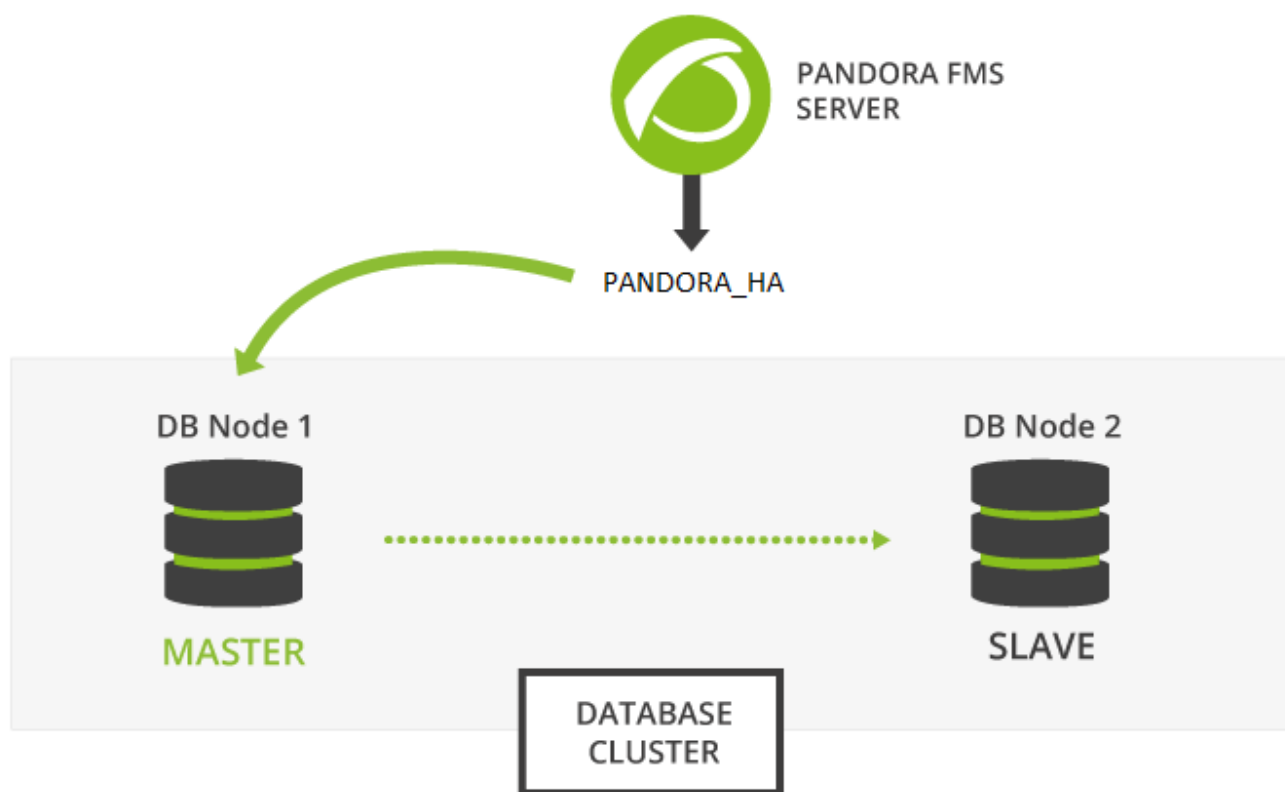 PANDORA FMS
SERVER
PANDORA_HA
DB Node 1
DB Node 2
MASTER
SLAVE
DATABASE
CLUSTER